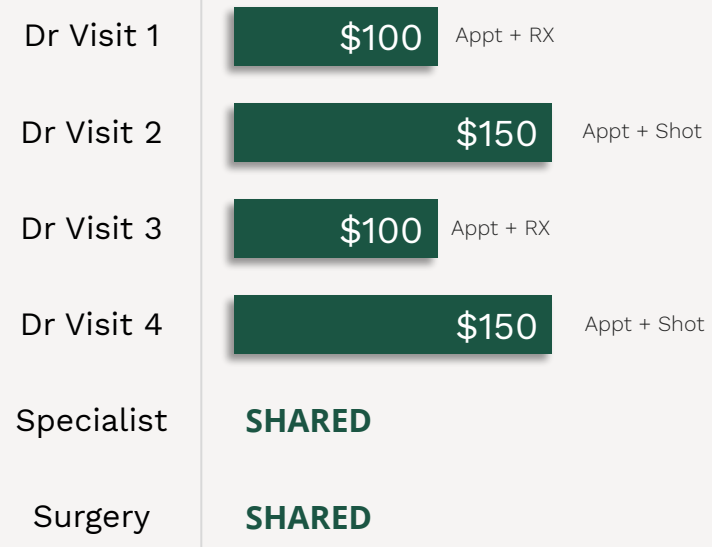 Dr Visit 1 $100 Appt + RX
Dr Visit 2 $150 Appt + Shot
Dr Visit 3 $100 Appt + RX
Dr Visit 4 $150 Appt + Shot
Specialist SHARED
Surgery SHARED